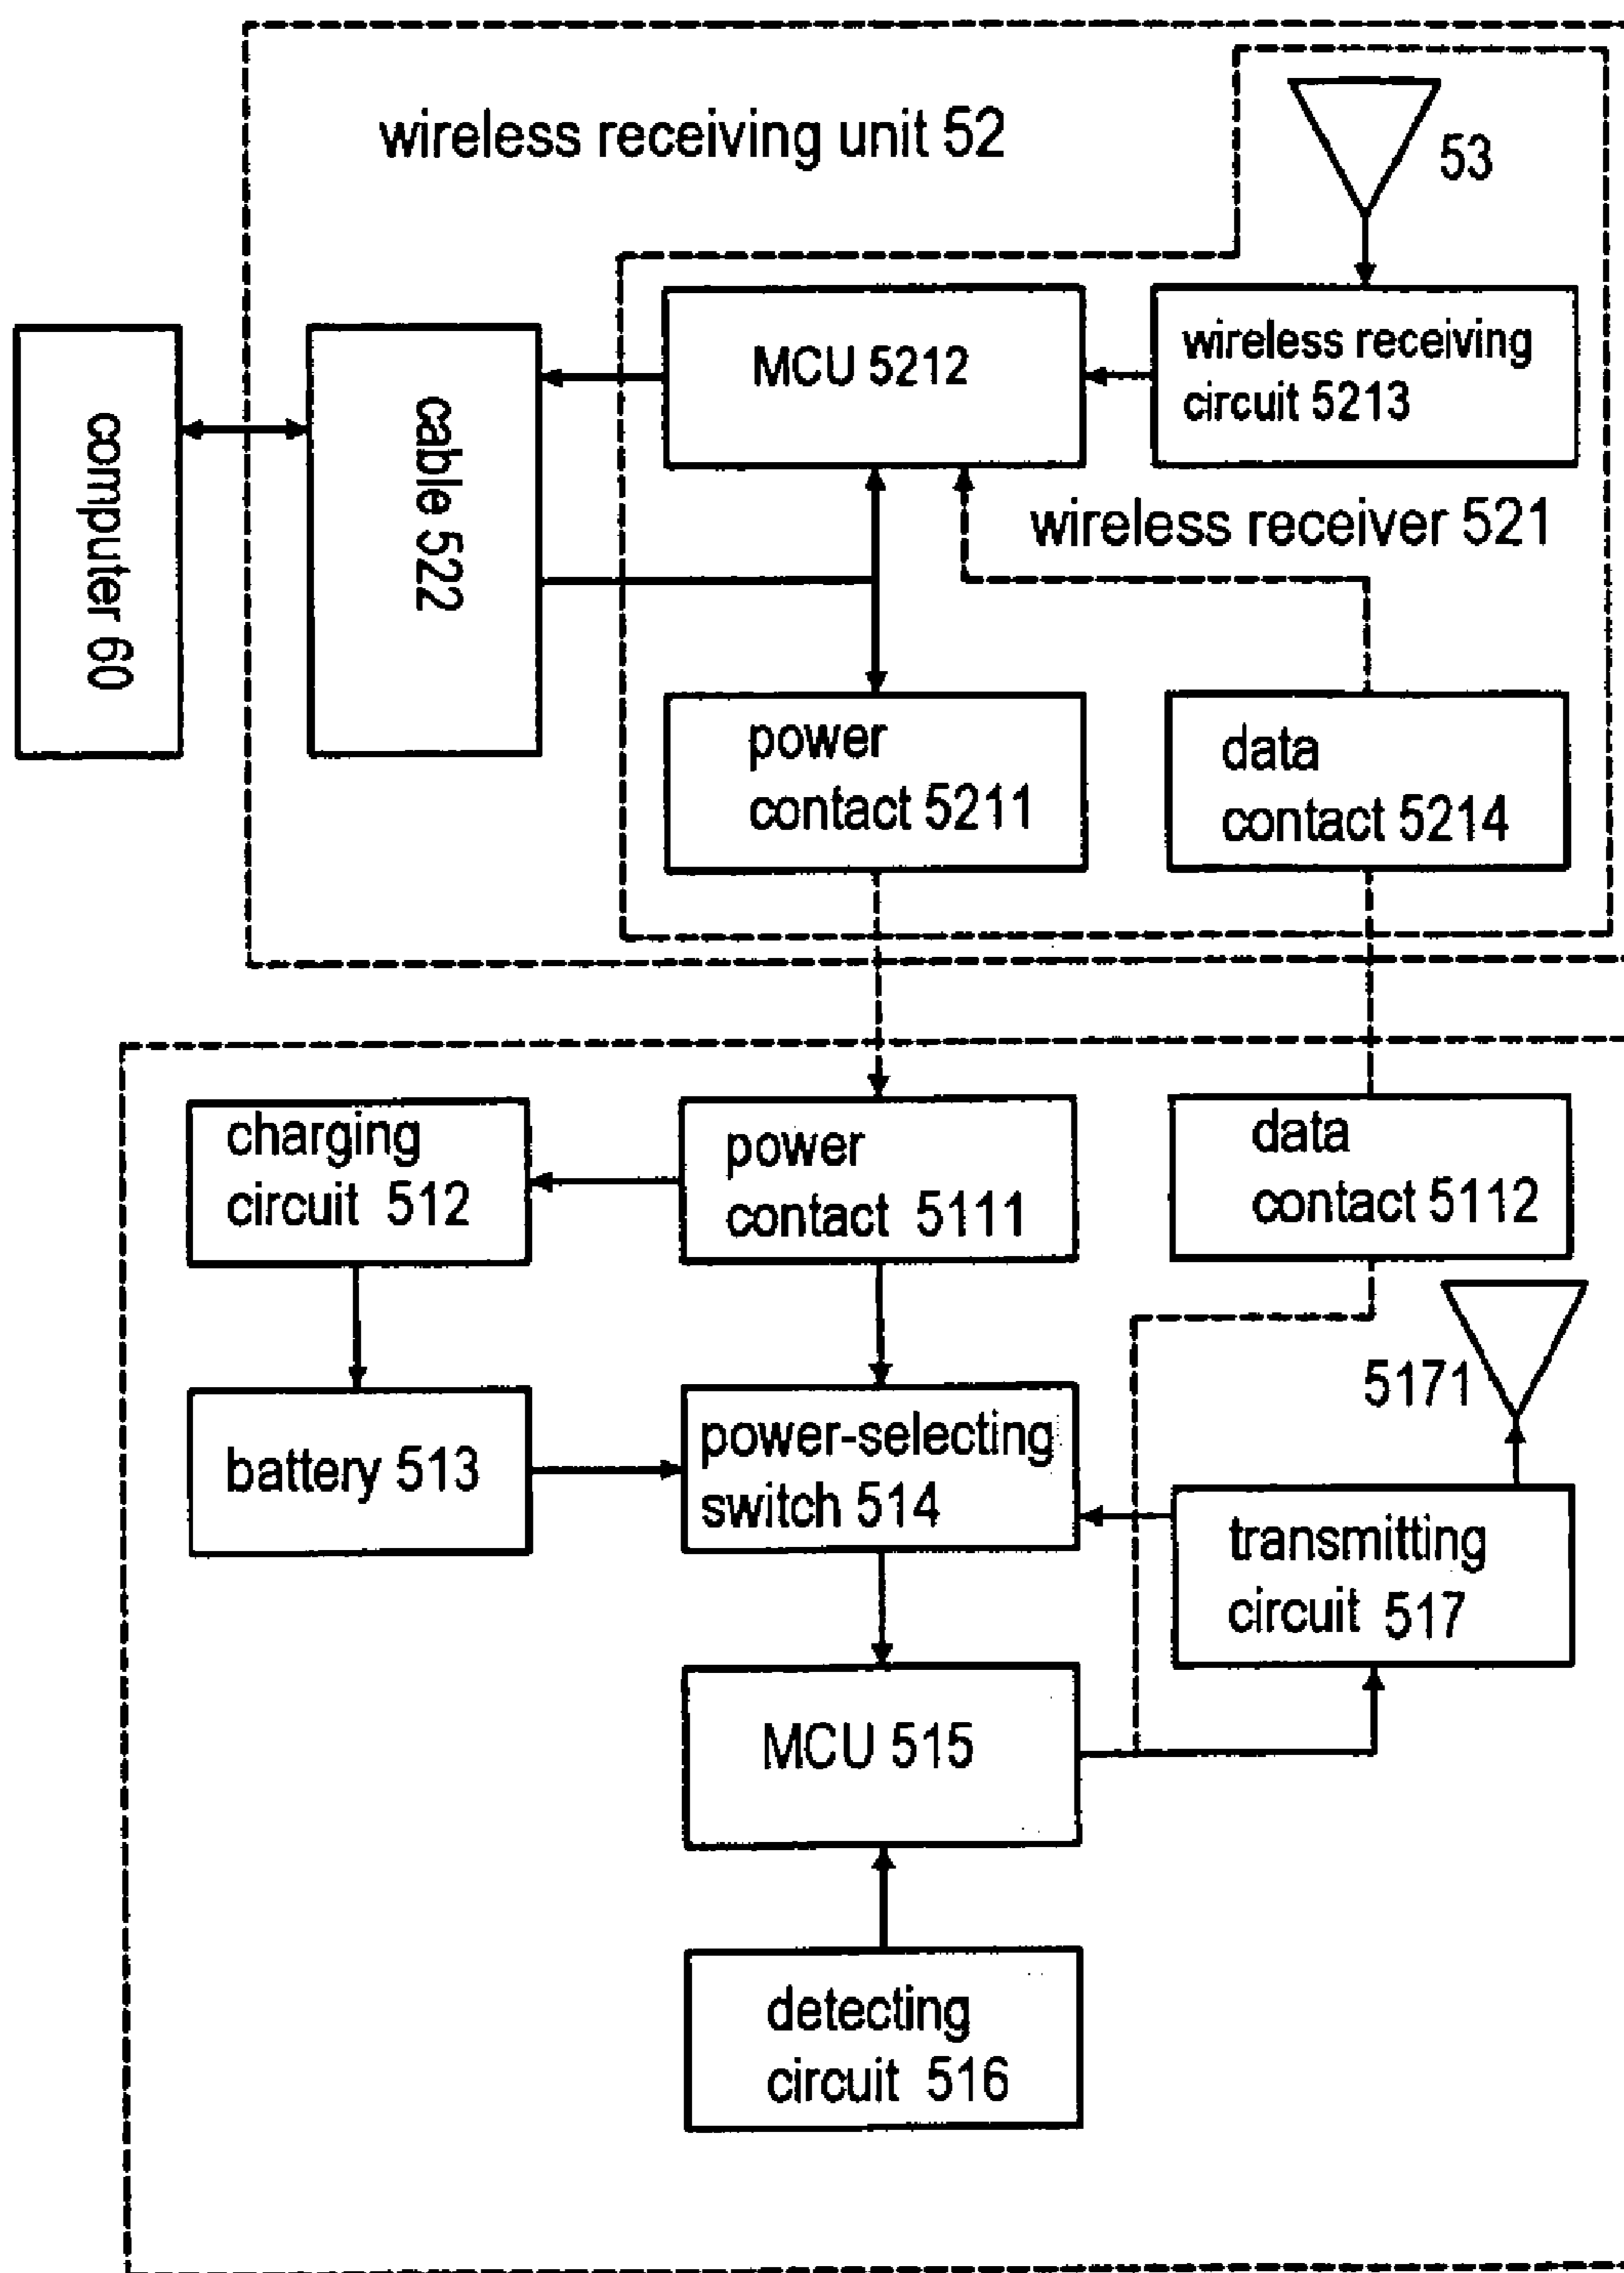 wireless receiving unit 52
53
computer 60
cable 522
MCU 5212
wireless receiving
circuit 5213
wireless receiver 521
power
contact 5211
data
contact 5214
charging
circuit 512
power
contact 5111
data
contact 5112
5171
battery 513
power-selecting
switch 514
transmitting
circuit 517
MCU 515
detecting
circuit 516